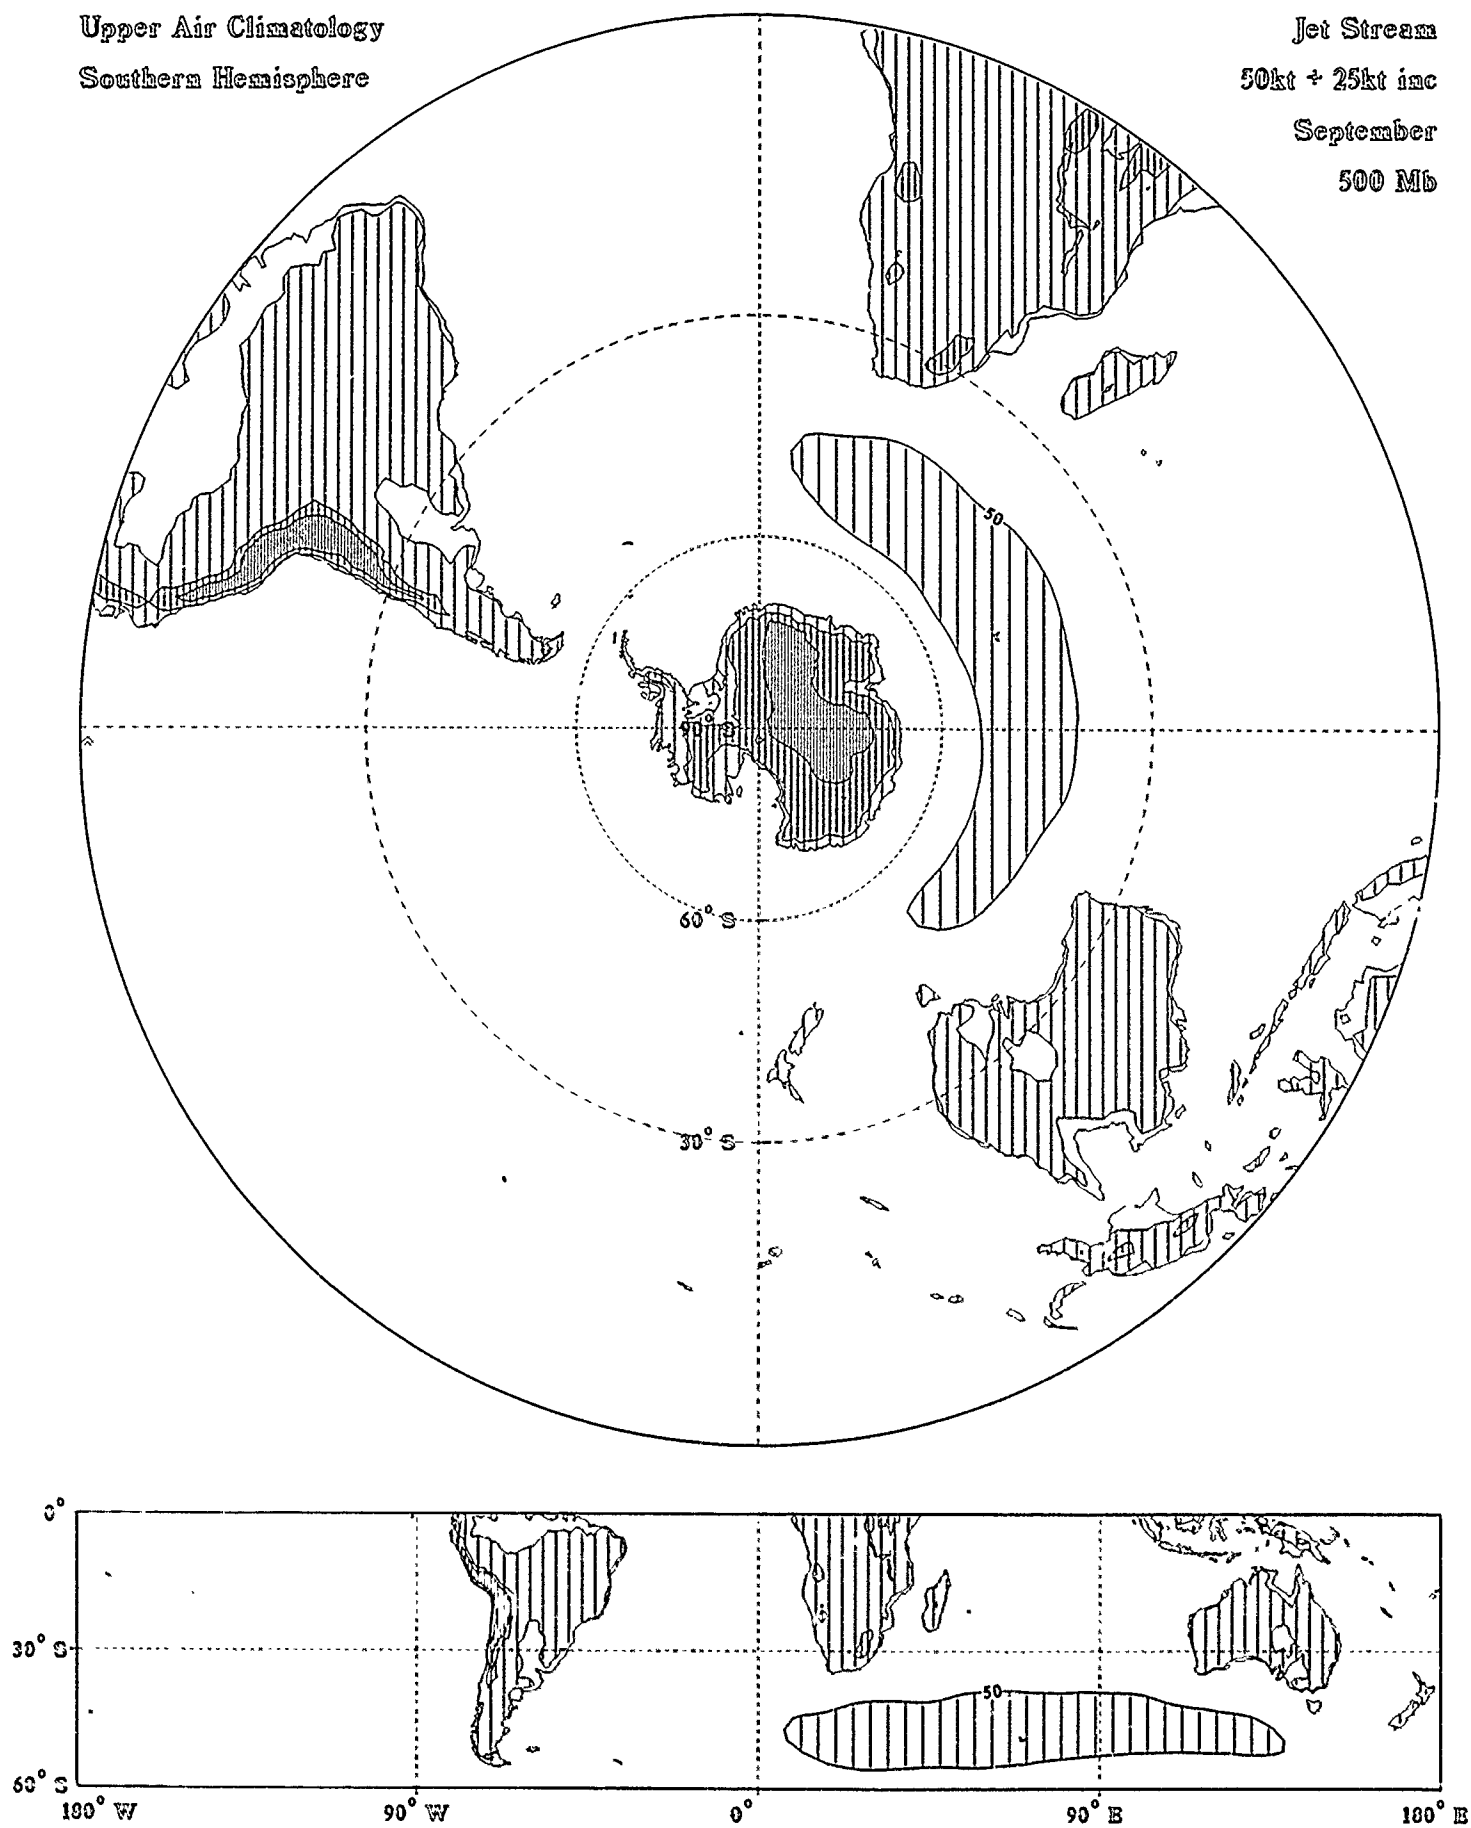 Upper Air Climatology
Southern Hemisphere
Jet Stream
50kt + 25kt inc
September
500 Mb
50
90° S
60° S
30° S
0°
30° S
50
60° S
180° W
90° W
0°
90° E
180° E